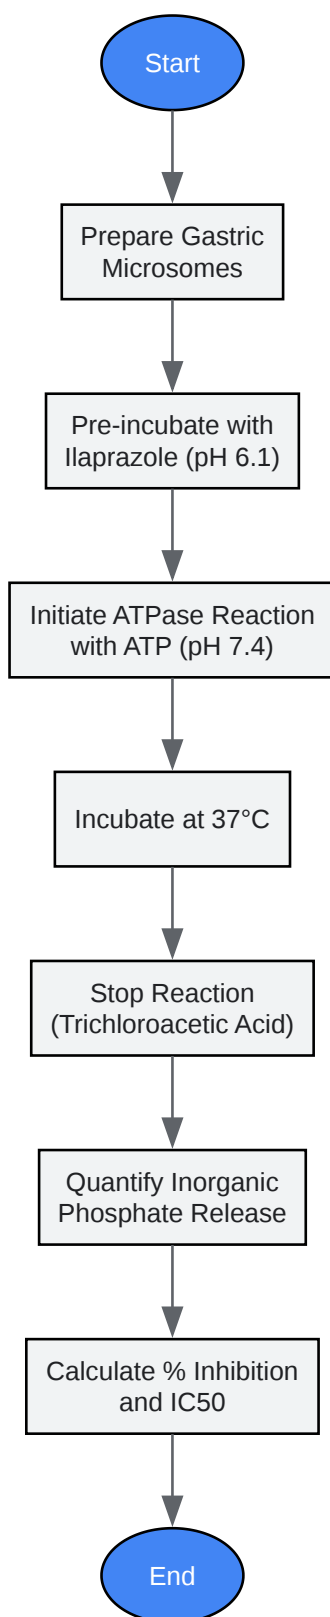 Start
Prepare Gastric
Microsomes
Pre-incubate with
Ilaprazole (pH 6.1)
Initiate ATPase Reaction
with ATP (pH 7.4)
Incubate at 37°C
Stop Reaction
(Trichloroacetic Acid)
Quantify Inorganic
Phosphate Release
Calculate % Inhibition
and IC50
End